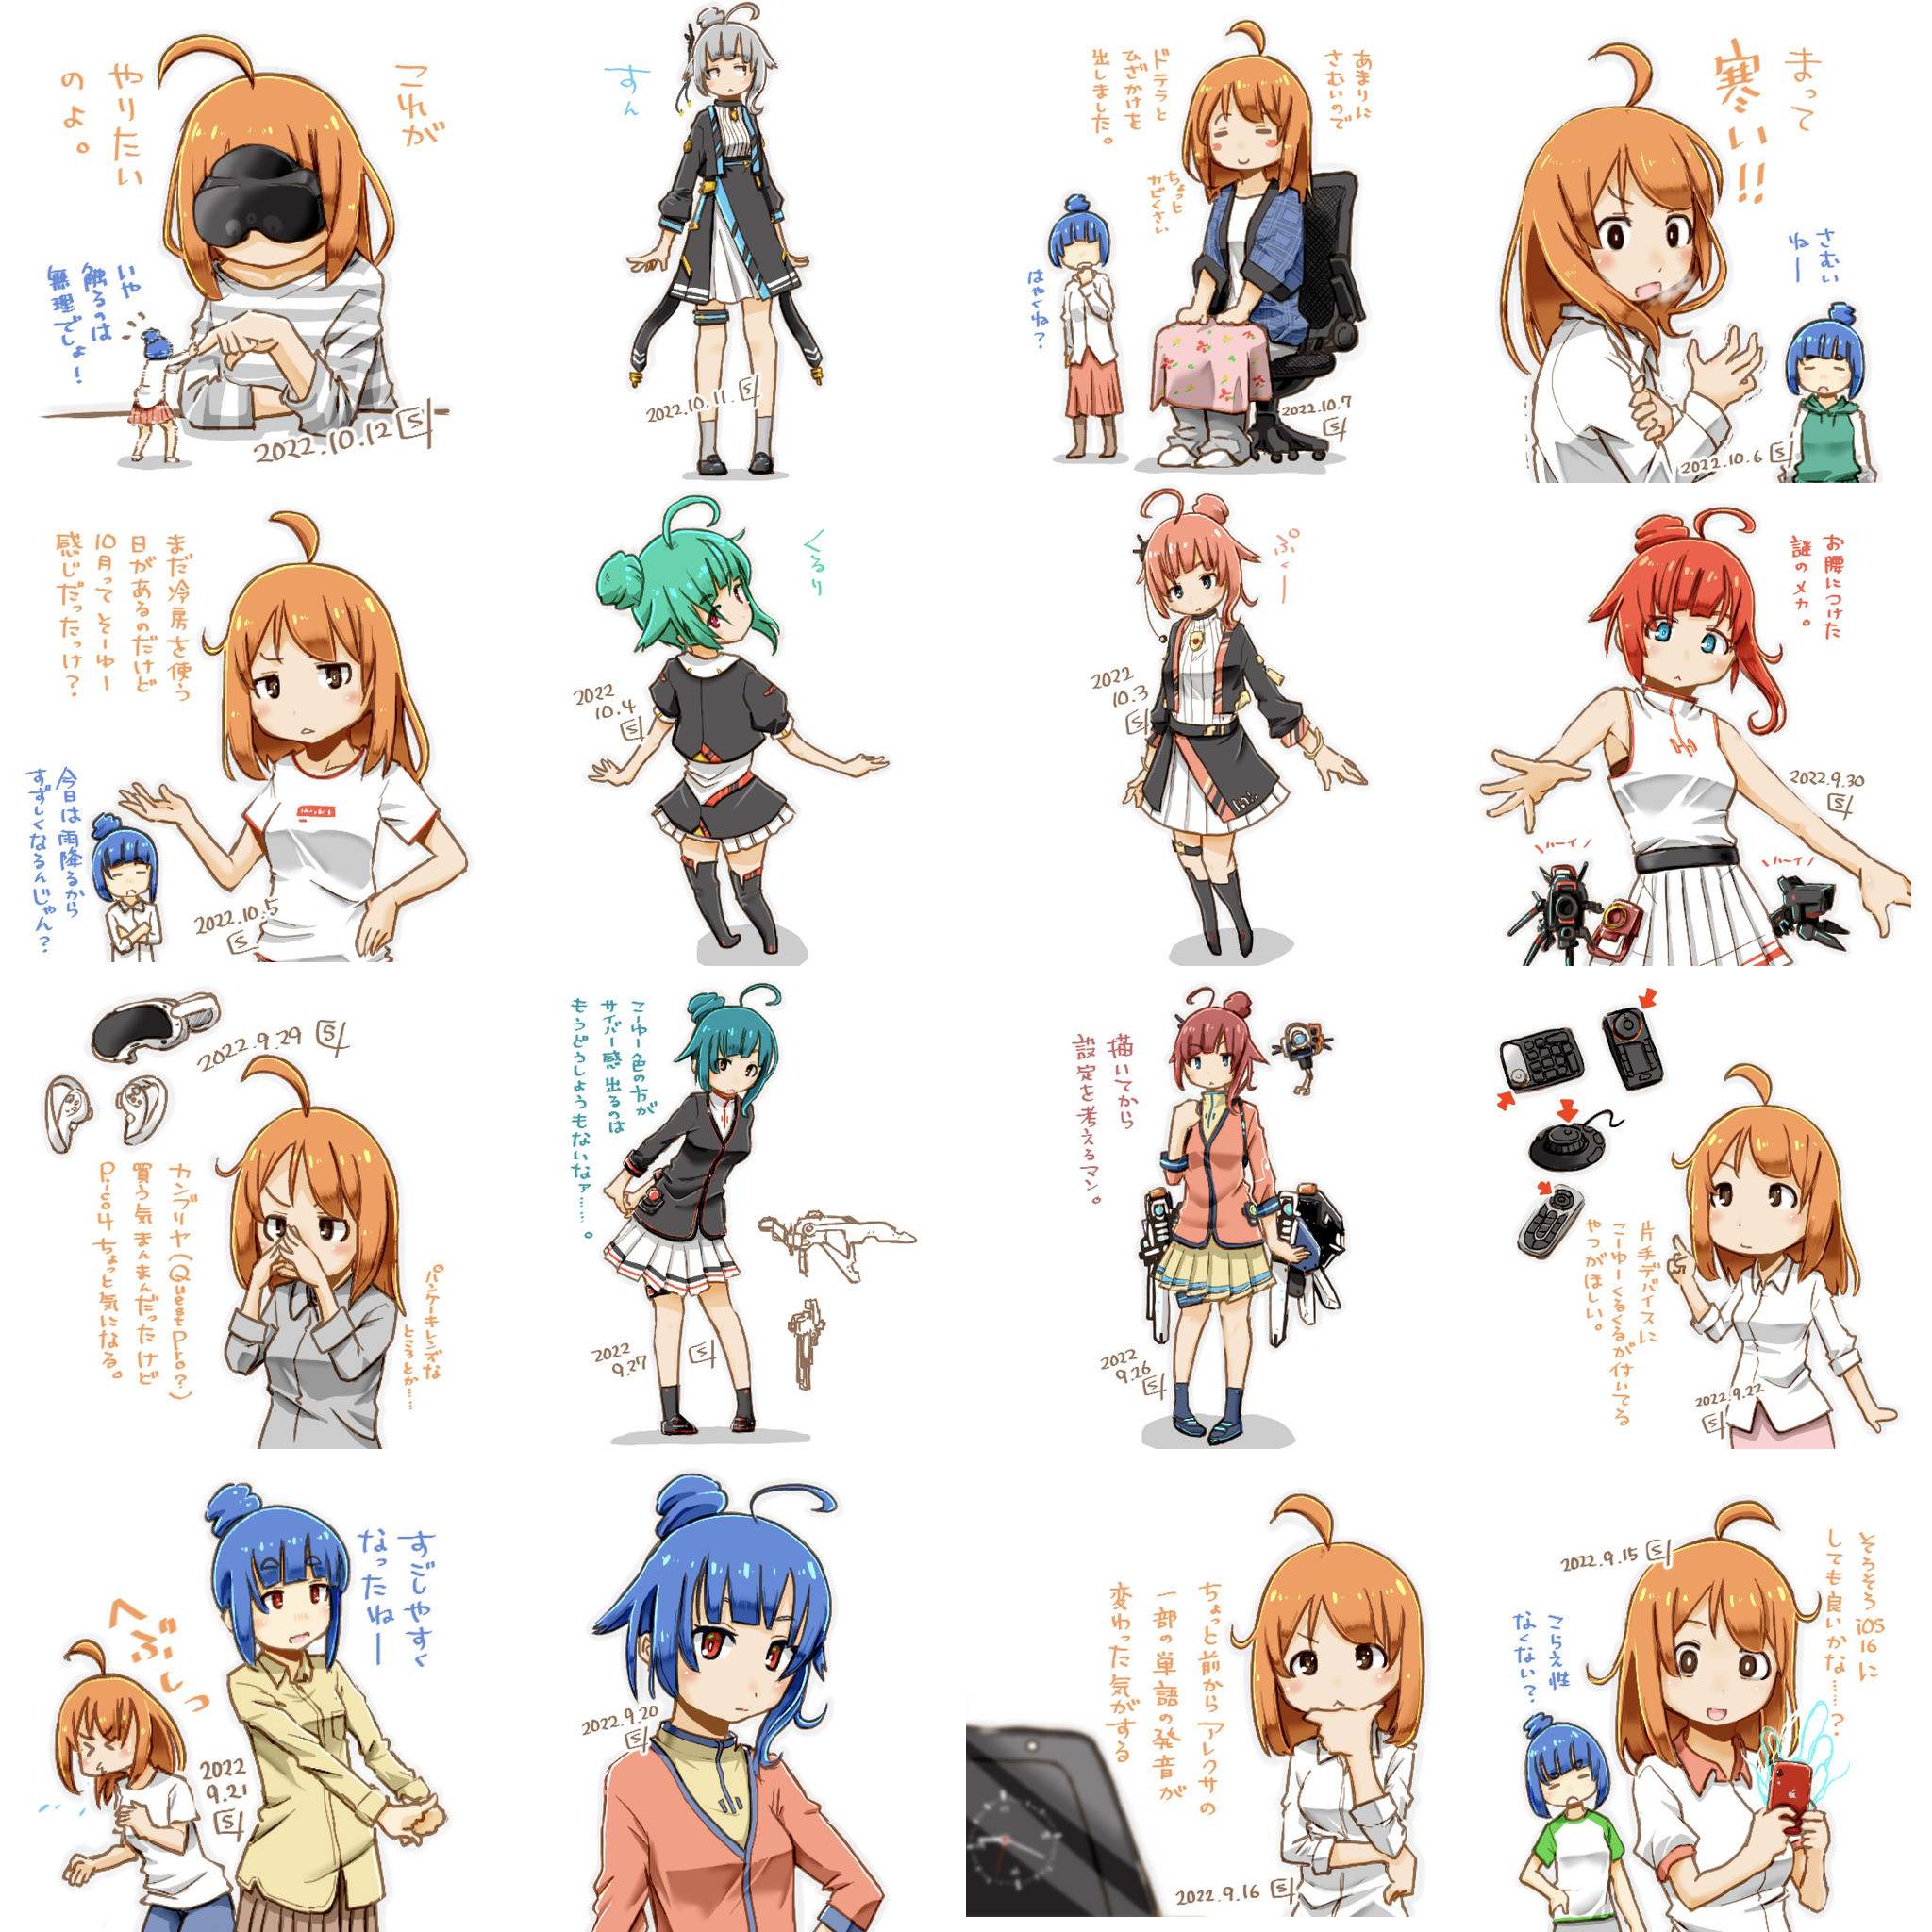 これが
やりたい
のよ。
いや
触るのは
無理でしょ！
2022.10.12
すん
2022.10.11.
あまりに
さむいので
ドテラと
ひざかけを
出しました。
ちょっと
カビくさい
はやくね？
2022.10.7
まって
寒い!!
さむい
ねー
2022.10.6
まだ冷房を使う
日があるのだけど
10月ってそーゆー
感じだったっけ？
今日は雨降るから
すずしくなるんじゃん？
2022.10.5
くるり
2022
10.4
ぷくー
2022
10.3
お腰につけた
謎のメカ。
2022.9.30
\ハーイ/
\ハーイ/
2022.9.29
カンブリヤ(QuestPro?)
買う気まんまんだったけど
Pico4ちょっと気になる。
パンケーキレンズな
ところとか…
こーゆー色の方が
サイバー感出るのは
もうどうしようもないなァ……。
2022
9.27
描いてから
設定を考えるマン。
2022
9.26
片手デバイスに
こーゆーくるくるが付いてる
やつがほしい。
2022.9.22
すごしやすく
なったねー
へぶしっ
2022
9.21
2022.9.20
ちょっと前からアレクサの
一部の単語の発音が
変わった気がする
2022.9.16
2022.9.15
そろそろiOS16に
しても良いかな……？
こらえ性
なくない？